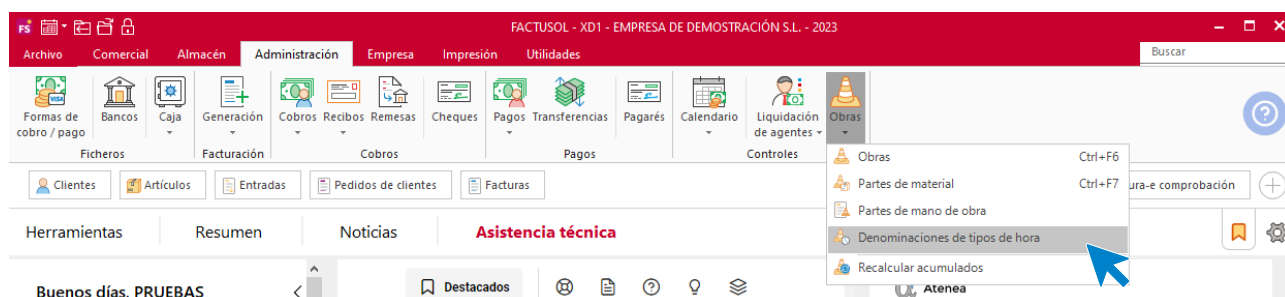 FS
FACTUSOL - XD1 - EMPRESA DE DEMOSTRACIÓN S.L. - 2023
Archivo Comercial Almacén Administración Empresa Impresión Utilidades Buscar
VISA
Formas de cobro / pago Bancos Caja Generación Cobros Recibos Remesas Cheques Pagos Transferencias Pagarés Calendario Liquidación de agentes Obras
Ficheros Facturación Cobros Pagos Controles
Obras Ctrl+F6
Partes de material Ctrl+F7
Partes de mano de obra
Denominaciones de tipos de hora
Recalcular acumulados
Clientes Artículos Entradas Pedidos de clientes Facturas ura-e comprobación
Herramientas Resumen Noticias Asistencia técnica
Buenos días, PRUEBAS Destacados Atenea